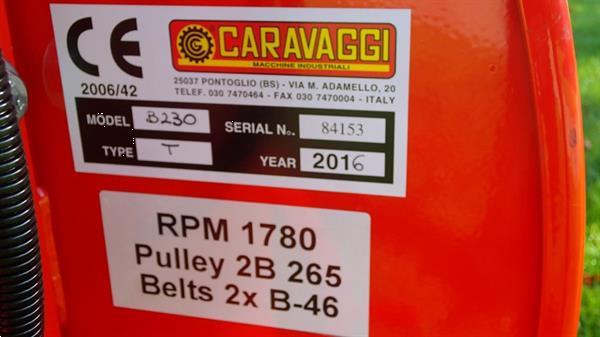 CE
2006/42
CARAVAGGI
MACCHINE INDUSTRIALI
25037 PONTOGLIO (BS) - VIA M. ADAMELLO, 20
TELEF. 030 7470464 - FAX 030 7470004 - ITALY
MODEL B230 SERIAL No. 84153
TYPE T YEAR 2016
RPM 1780
Pulley 2B 265
Belts 2x B-46